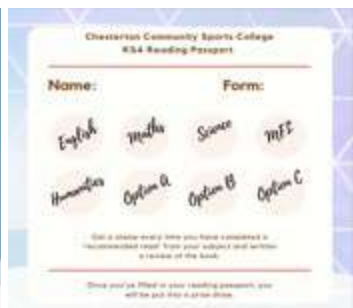 Chesterton Community Sports College
KS4 Reading Passport
Name: Form:
English Maths Science MFL
Humanities Option A Option B Option C
Get a stamp every time you have completed a
'recommended read' from your subject and written
a review of the book.
Once you've filled in your reading passport, you
will be put into a prize draw.